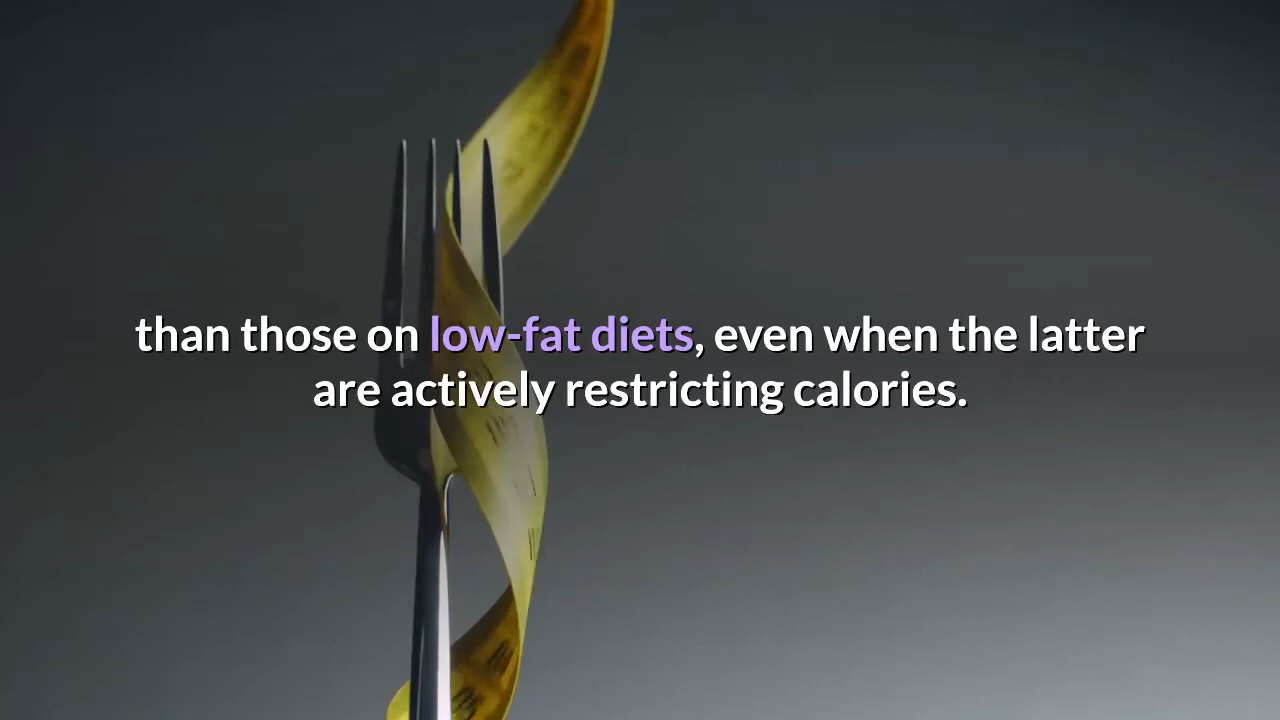 than those on low-fat diets, even when the latter
are actively restricting calories.